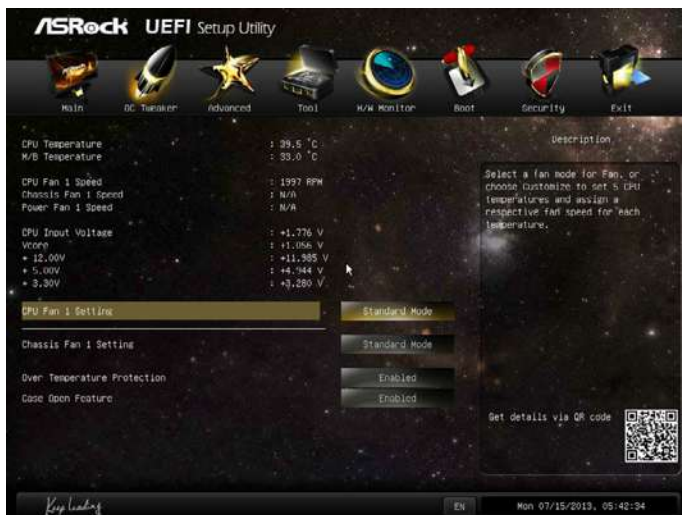 ASRock UEFI Setup Utility
Main OC Tweaker Advanced Tool H/W Monitor Boot Security Exit
CPU Temperature : 39.5 °C
M/B Temperature : 33.0 °C
CPU Fan 1 Speed : 1997 RPM
Chassis Fan 1 Speed : N/A
Power Fan 1 Speed : N/A
CPU Input Voltage : +1.776 V
Vcore : +1.056 V
+ 12.00V : +11.985 V
+ 5.00V : +4.944 V
+ 3.30V : +3.280 V
CPU Fan 1 Setting Standard Mode
Chassis Fan 1 Setting Standard Mode
Over Temperature Protection Enabled
Case Open Feature Enabled
Description
Select a fan mode for Fan, or
choose Customize to set 5 CPU
temperatures and assign a
respective fan speed for each
temperature.
Get details via QR code
Keep Leading
EN
Mon 07/15/2013, 05:42:34